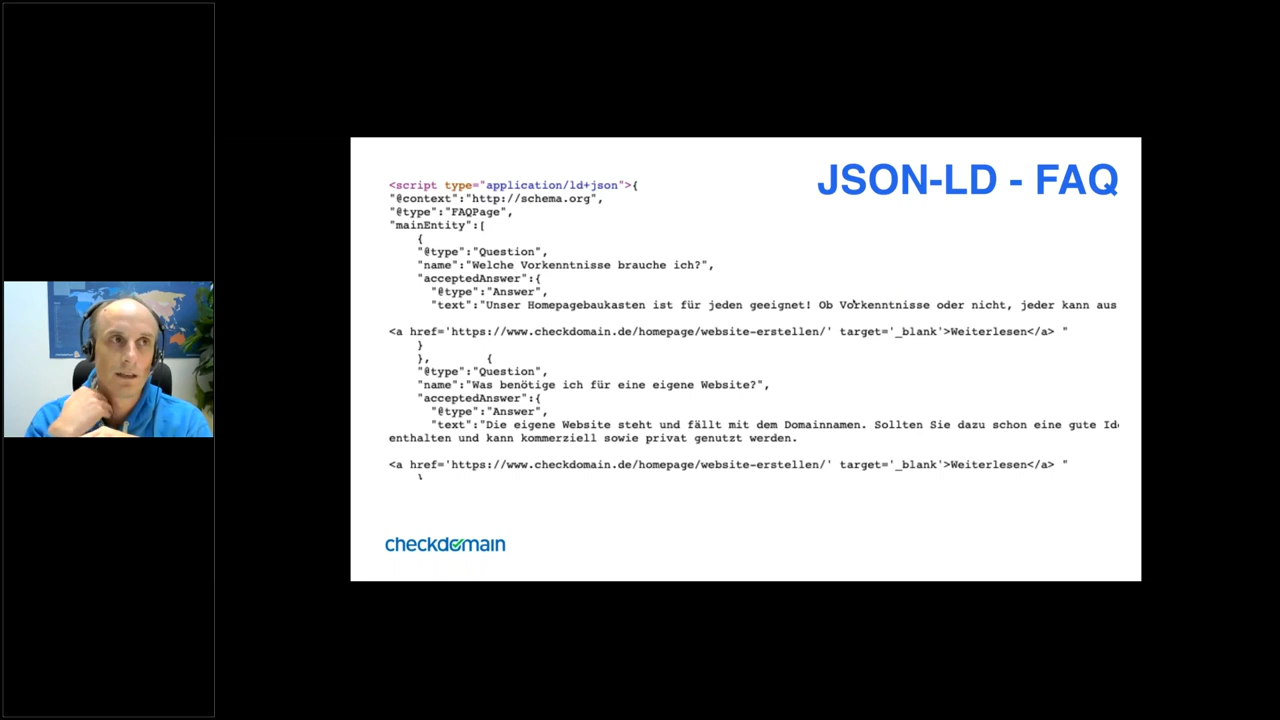 JSON-LD - FAQ
<script type="application/ld+json">{
"@context":"http://schema.org",
"@type":"FAQPage",
"mainEntity":[
{
"@type":"Question",
"name":"Welche Vorkenntnisse brauche ich?",
"acceptedAnswer":{
"@type":"Answer",
"text":"Unser Homepagebaukasten ist für jeden geeignet! Ob Vorkenntnisse oder nicht, jeder kann aus
<a href='https://www.checkdomain.de/homepage/website-erstellen/' target='_blank'>Weiterlesen</a> "
}
}, {
"@type":"Question",
"name":"Was benötige ich für eine eigene Website?",
"acceptedAnswer":{
"@type":"Answer",
"text":"Die eigene Website steht und fällt mit dem Domainnamen. Sollten Sie dazu schon eine gute Id
enthalten und kann kommerziell sowie privat genutzt werden.
<a href='https://www.checkdomain.de/homepage/website-erstellen/' target='_blank'>Weiterlesen</a> "
}
checkdomain